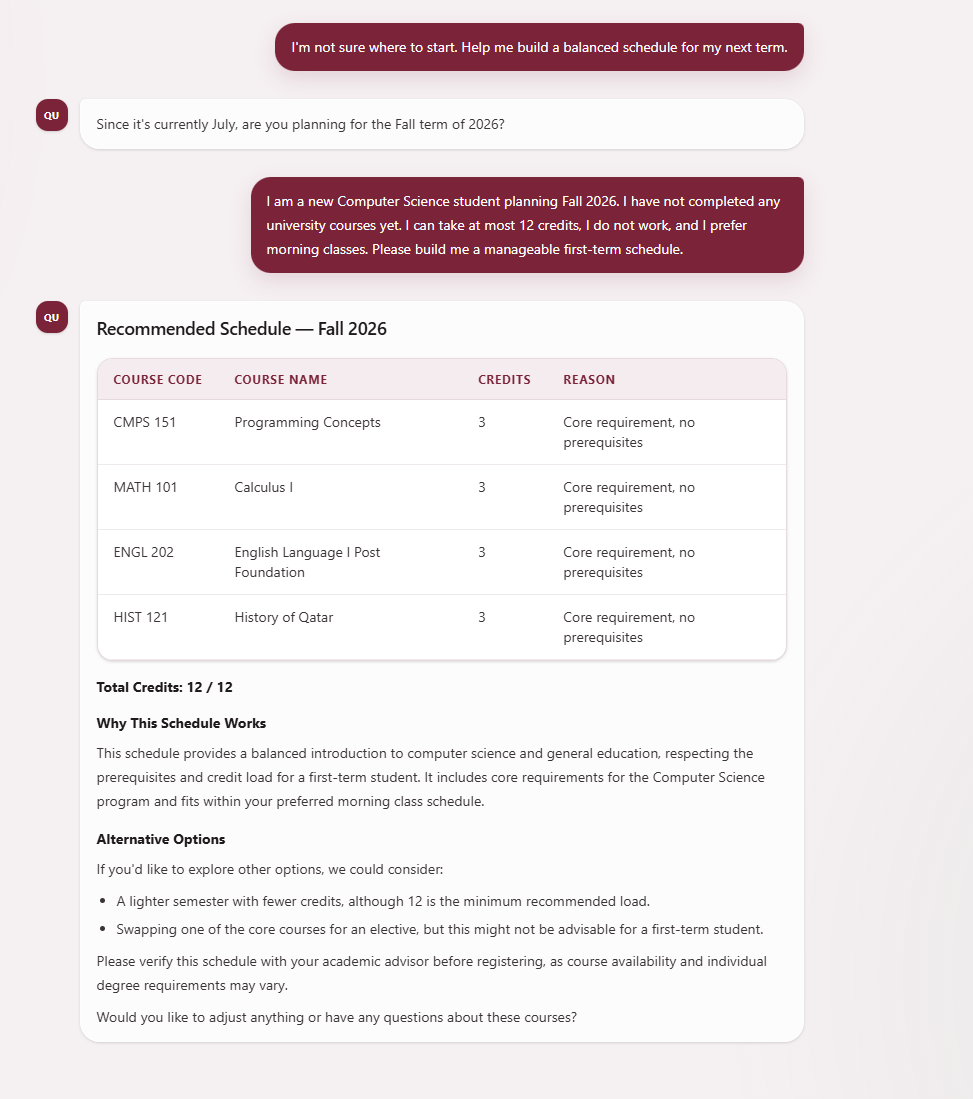 I'm not sure where to start. Help me build a balanced schedule for my next term.
QU
Since it's currently July, are you planning for the Fall term of 2026?
I am a new Computer Science student planning Fall 2026. I have not completed any
university courses yet. I can take at most 12 credits, I do not work, and I prefer
morning classes. Please build me a manageable first-term schedule.
QU
Recommended Schedule — Fall 2026
COURSE CODE COURSE NAME CREDITS REASON
CMPS 151 Programming Concepts 3 Core requirement, no
prerequisites
MATH 101 Calculus I 3 Core requirement, no
prerequisites
ENGL 202 English Language I Post 3 Core requirement, no
Foundation prerequisites
HIST 121 History of Qatar 3 Core requirement, no
prerequisites
Total Credits: 12 / 12
Why This Schedule Works
This schedule provides a balanced introduction to computer science and general education, respecting the
prerequisites and credit load for a first-term student. It includes core requirements for the Computer Science
program and fits within your preferred morning class schedule.
Alternative Options
If you'd like to explore other options, we could consider:
• A lighter semester with fewer credits, although 12 is the minimum recommended load.
• Swapping one of the core courses for an elective, but this might not be advisable for a first-term student.
Please verify this schedule with your academic advisor before registering, as course availability and individual
degree requirements may vary.
Would you like to adjust anything or have any questions about these courses?